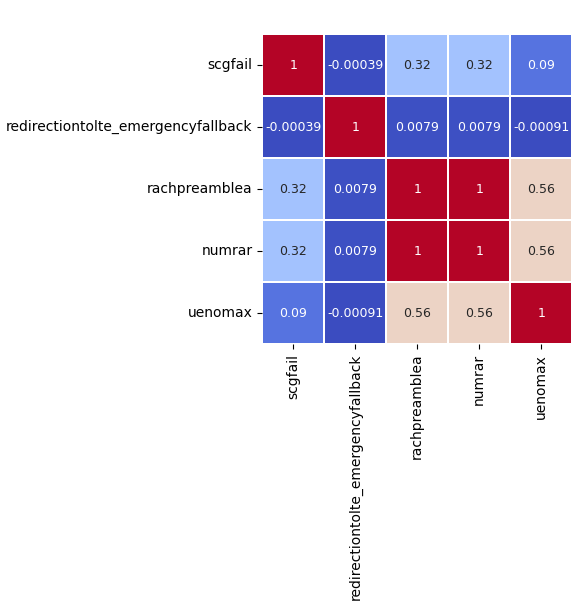 scgfail 1 -0.00039 0.32 0.32 0.09
redirectiontolte_emergencyfallback -0.00039 1 0.0079 0.0079 -0.00091
rachpreamblea 0.32 0.0079 1 1 0.56
numrar 0.32 0.0079 1 1 0.56
uenomax 0.09 -0.00091 0.56 0.56 1
scgfail
redirectiontolte_emergencyfallback
rachpreamblea
numrar
uenomax